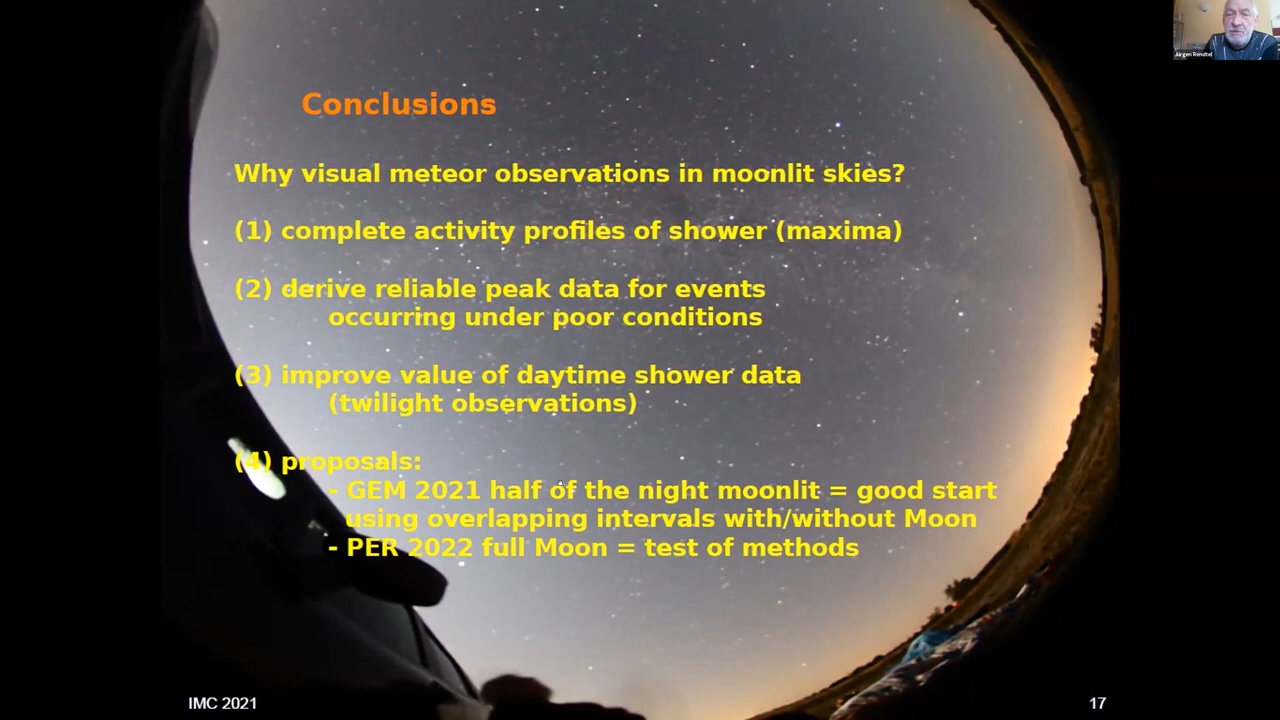 Jürgen Rendtel
Conclusions
Why visual meteor observations in moonlit skies?
(1) complete activity profiles of shower (maxima)
(2) derive reliable peak data for events
occurring under poor conditions
(3) improve value of daytime shower data
(twilight observations)
(4) proposals:
- GEM 2021 half of the night moonlit = good start
using overlapping intervals with/without Moon
- PER 2022 full Moon = test of methods
IMC 2021
17